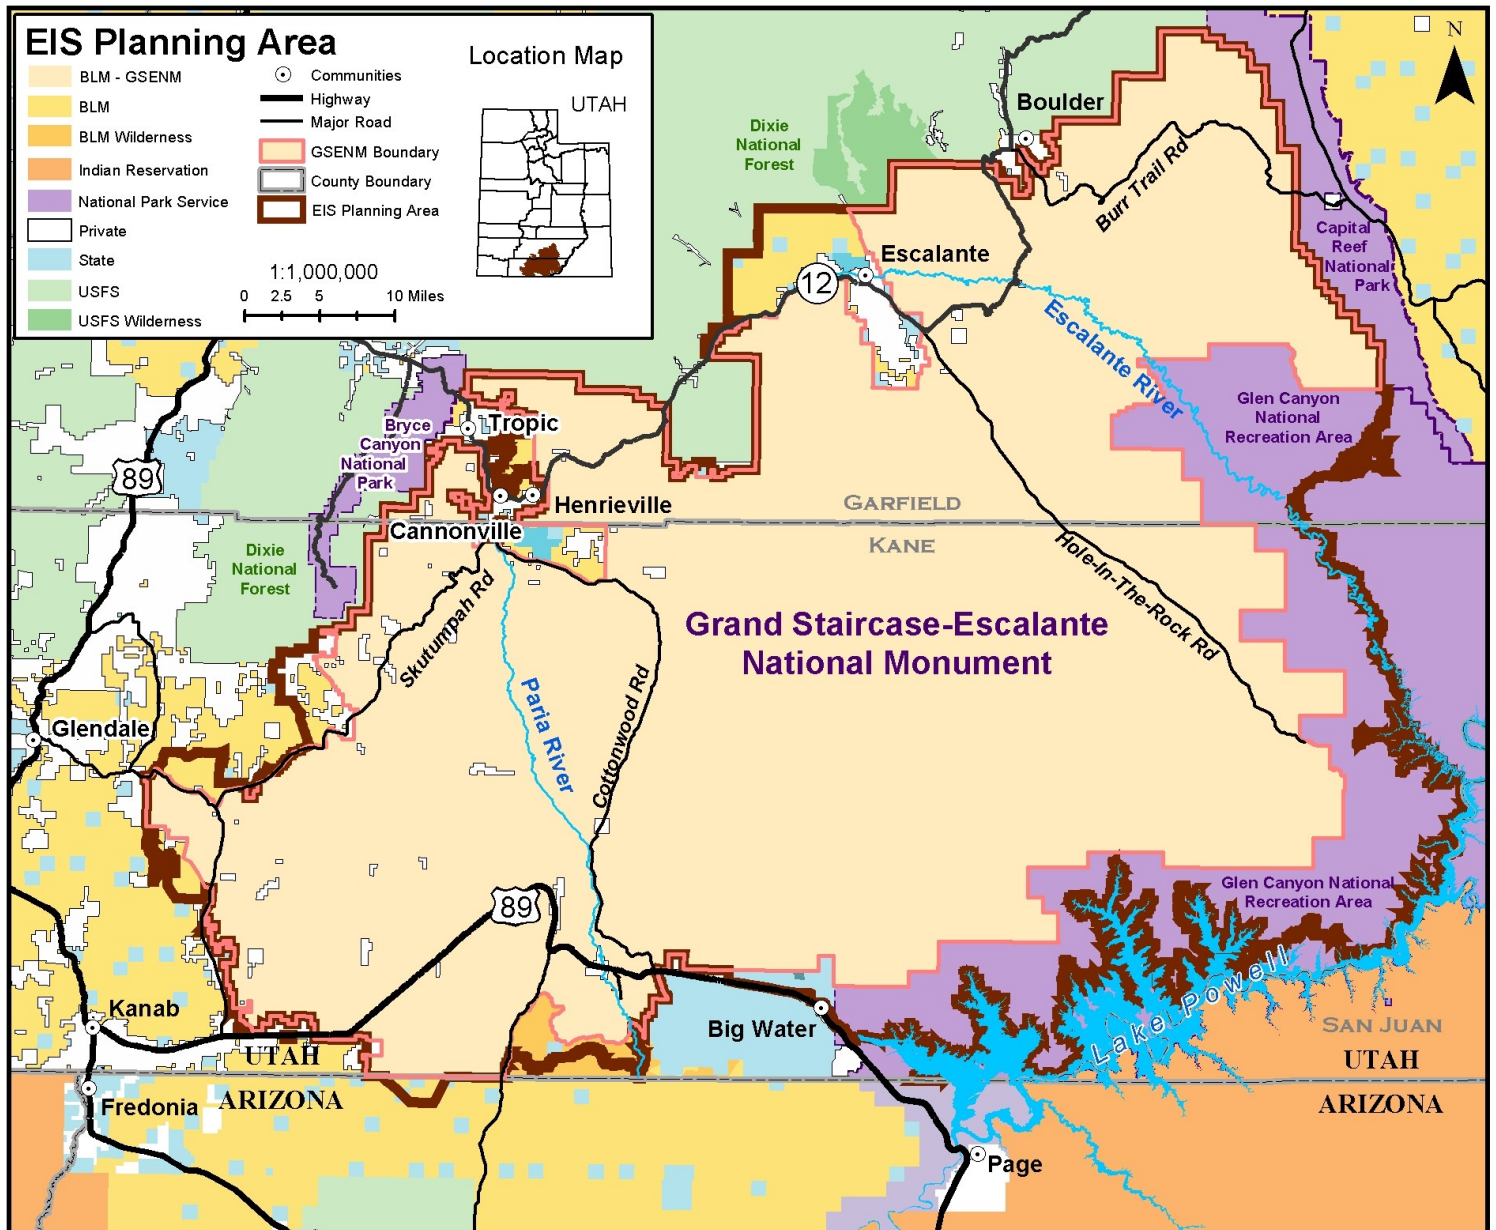 EIS Planning Area
BLM - GSENM
BLM
BLM Wilderness
Indian Reservation
National Park Service
Private
State
USFS
USFS Wilderness
Communities
Highway
Major Road
GSENM Boundary
County Boundary
EIS Planning Area
1:1,000,000
0 2.5 5 10 Miles
Location Map
UTAH
N
Dixie
National
Forest
Boulder
Burr Trail Rd
Capital
Reef
National
Park
Escalante
12
Escalante River
Glen Canyon
National
Recreation Area
Bryce
Canyon
National
Park
Tropic
89
Henrieville
Cannonville
GARFIELD
KANE
Dixie
National
Forest
Skutumpah Rd
Hole-In-The-Rock Rd
Grand Staircase-Escalante
National Monument
Paria River
Cottonwood Rd
Glendale
89
Glen Canyon National
Recreation Area
Lake Powell
Kanab
Big Water
SAN JUAN
UTAH
UTAH
ARIZONA
ARIZONA
Fredonia
Page